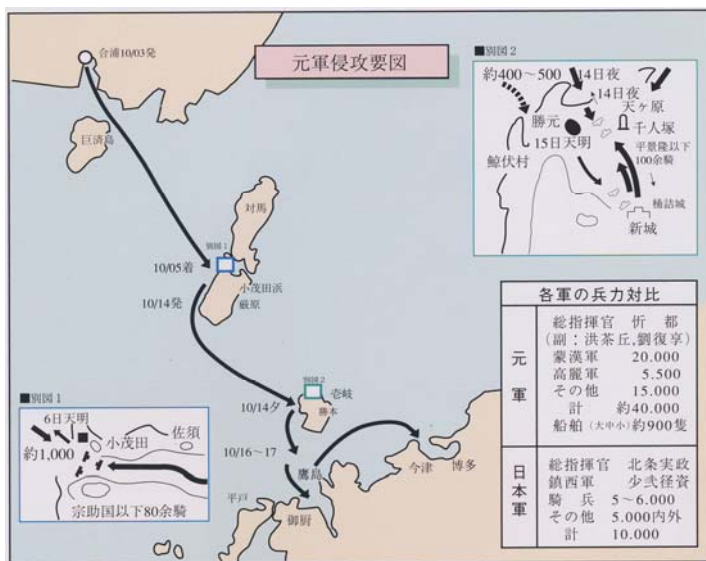 元軍侵攻要図
合浦10/03発
巨済島
対馬
別図1
10/05着
小茂田浜
厳原
10/14発
別図2
壱岐
勝本
10/14夕
10/16～17
鷹島
平戸
御厨
今津
博多
■別図2
約400～500
14日夜
14日夜
天ヶ原
勝元
千人塚
15日天明
平景隆以下
100余騎
鯨伏村
樋詰城
新城
■別図1
6日天明
小茂田
佐須
約1,000
宗助国以下80余騎
各軍の兵力対比
元軍
総指揮官 忻都
(副：洪茶丘,劉復享)
蒙漢軍 20.000
高麗軍 5.500
その他 15.000
計 約40.000
船舶(大中小)約900隻
日本軍
総指揮官 北条実政
鎮西軍 少弐経資
騎兵 5～6.000
その他 5.000内外
計 10.000